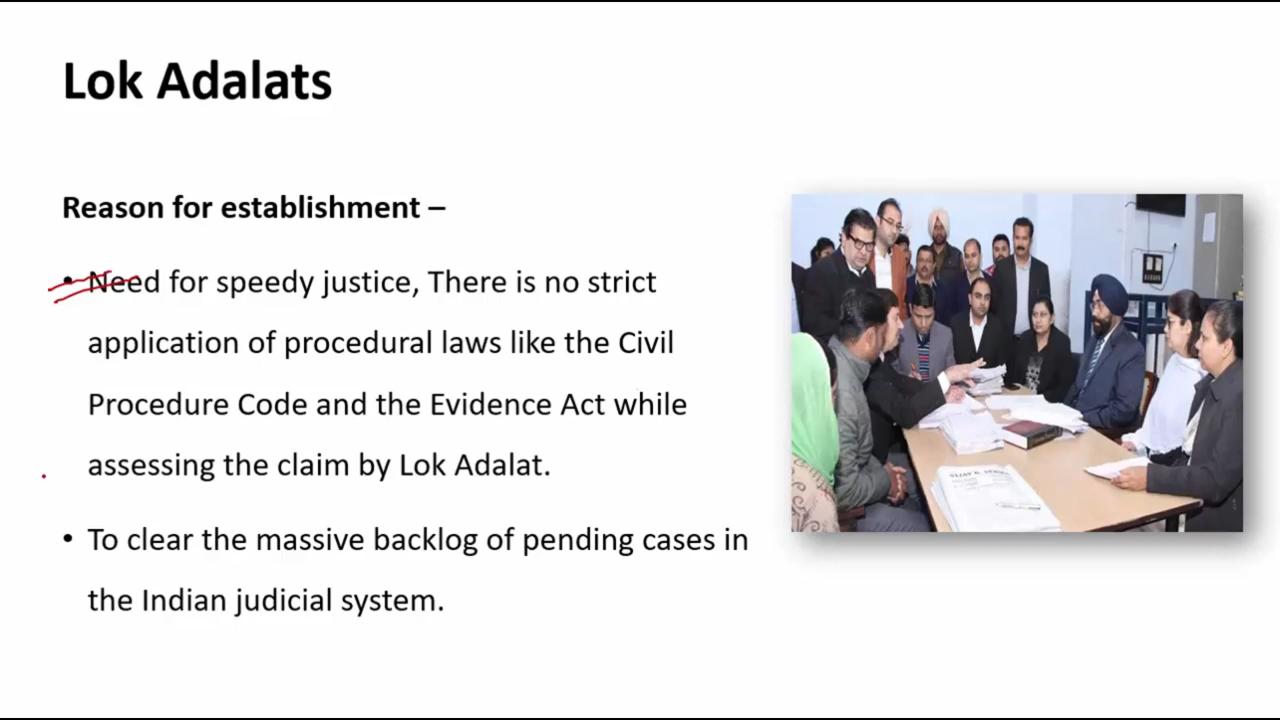 Lok Adalats
Reason for establishment –
• Need for speedy justice, There is no strict
application of procedural laws like the Civil
Procedure Code and the Evidence Act while
assessing the claim by Lok Adalat.
• To clear the massive backlog of pending cases in
the Indian judicial system.